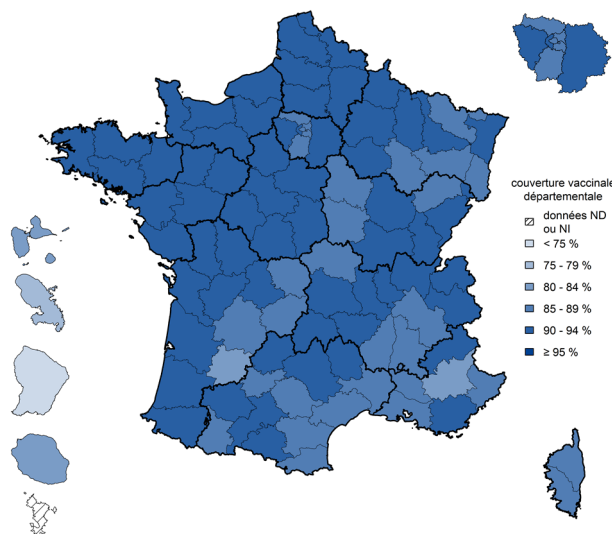 couverture vaccinale
départementale
données ND
ou NI
< 75 %
75 - 79 %
80 - 84 %
85 - 89 %
90 - 94 %
≥ 95 %